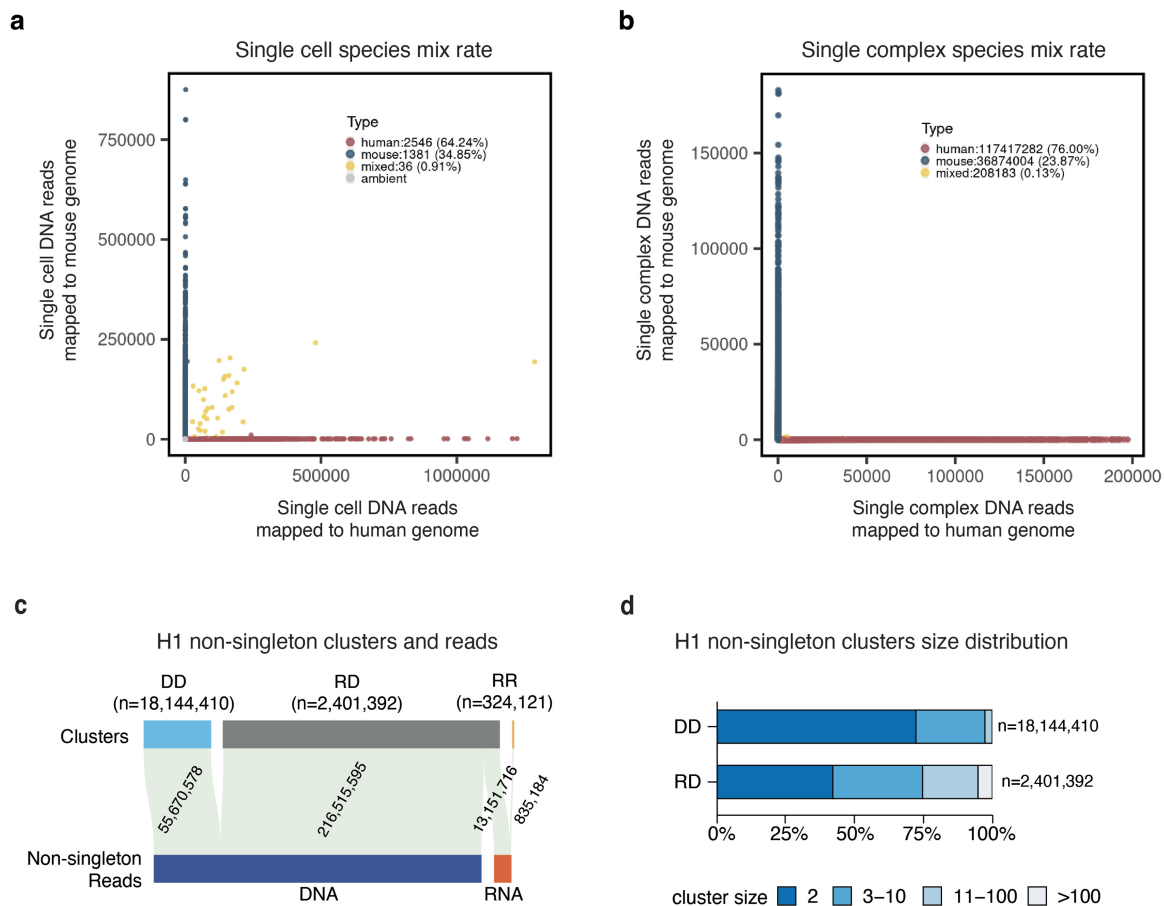 a
Single cell species mix rate
Single cell DNA reads
mapped to mouse genome
750000
500000
250000
0
Type
human:2546 (64.24%)
mouse:1381 (34.85%)
mixed:36 (0.91%)
ambient
0
500000
1000000
Single cell DNA reads
mapped to human genome
b
Single complex species mix rate
Single complex DNA reads
mapped to mouse genome
150000
100000
50000
0
Type
human:117417282 (76.00%)
mouse:36874004 (23.87%)
mixed:208183 (0.13%)
0
50000
100000
150000
200000
Single complex DNA reads
mapped to human genome
c
H1 non-singleton clusters and reads
DD
(n=18,144,410)
RD
(n=2,401,392)
RR
(n=324,121)
Clusters
55,670,578
216,515,595
13,151,716
835,184
Non-singleton
Reads
DNA
RNA
d
H1 non-singleton clusters size distribution
DD
n=18,144,410
RD
n=2,401,392
0%
25%
50%
75%
100%
cluster size
2
3–10
11–100
>100